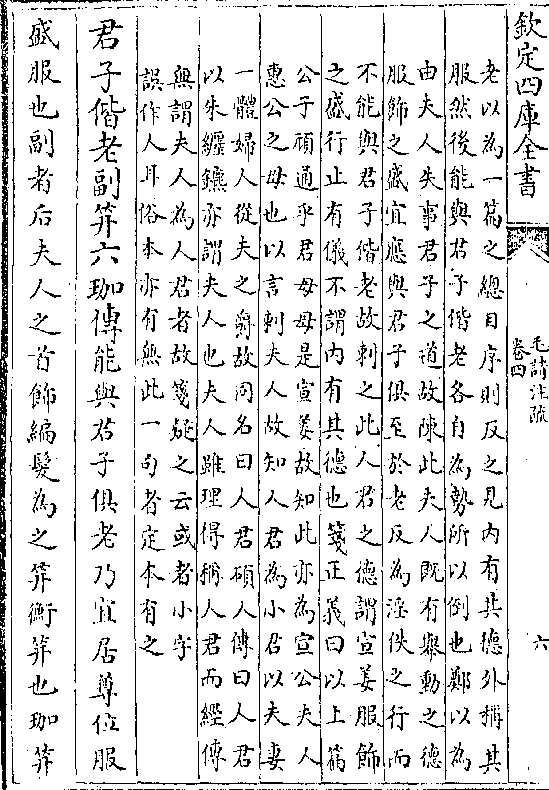 欽定四庫全書
毛詩注疏
卷四
六
老以為一篇之總目序則反之見内有其德外稱其
服然後能與君子偕老各自為勢所以倒也鄭以為
由夫人失事君子之道故陳此夫人既有舉動之德
服飾之盛宜應與君子俱至於老反為淫佚之行而
不能與君子偕老故刺之此人君之德謂宣姜服飾
之盛行止有儀不謂内有其德也箋正義曰以上篇
公子頑通乎君母母是宣姜故知此亦為宣公夫人
惠公之母也以言刺夫人故知人君為小君以夫妻
一體婦人從夫之爵故同名曰人君碩人傳曰人君
以朱纒鑣亦謂夫人也夫人雖理得稱人君而經傳
無謂夫人為人君者故箋疑之云或者小字
誤作人耳俗本亦有無此一句者定本有之
君子偕老副笄六珈傳能與君子俱老乃宜居尊位服
盛服也副者后夫人之首飾編髮為之笄衡笄也珈笄